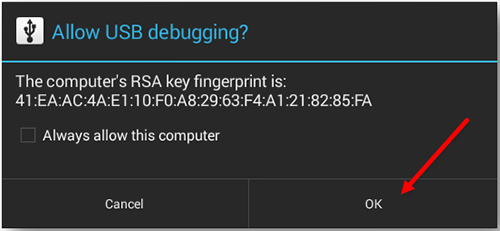 Allow USB debugging?
The computer's RSA key fingerprint is:
41:EA:AC:4A:E1:10:F0:A8:29:63:F4:A1:21:82:85:FA
Always allow this computer
Cancel
OK